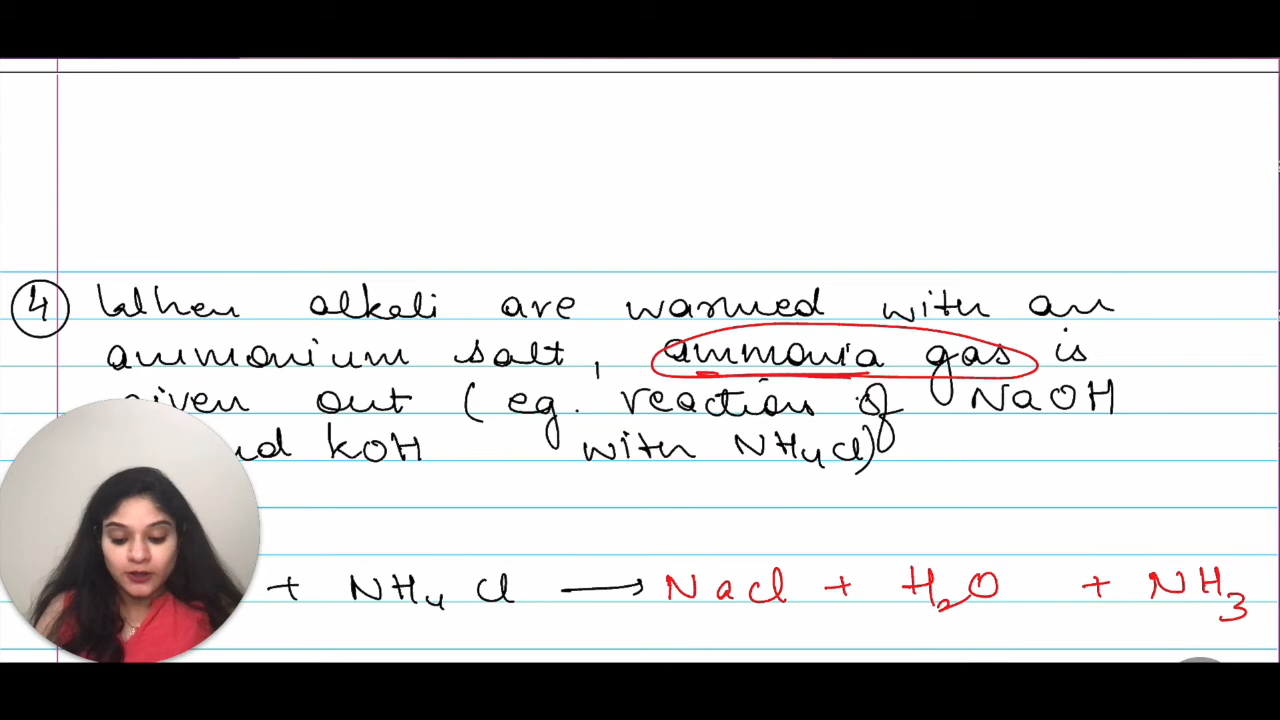 4 When alkali are warmed with an
ammonium salt, ammonia gas is
given out (eg. reaction of NaOH
KOH with NH4Cl)
+ NH4 Cl ⟶ NaCl + H2O + NH3